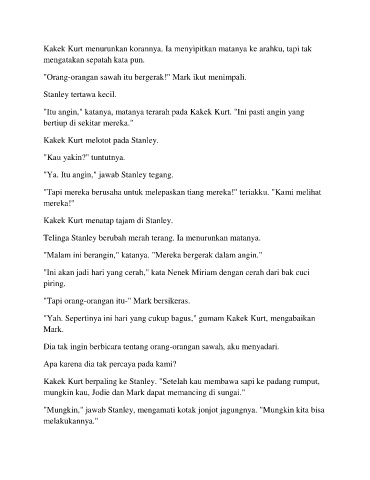 Kakek Kurt menurunkan korannya. Ia menyipitkan matanya ke arahku, tapi tak
mengatakan sepatah kata pun.
"Orang-orangan sawah itu bergerak!" Mark ikut menimpali.
Stanley tertawa kecil.
"Itu angin," katanya, matanya terarah pada Kakek Kurt. "Ini pasti angin yang
bertiup di sekitar mereka."
Kakek Kurt melotot pada Stanley.
"Kau yakin?" tuntutnya.
"Ya. Itu angin," jawab Stanley tegang.
"Tapi mereka berusaha untuk melepaskan tiang mereka!" teriakku. "Kami melihat
mereka!"
Kakek Kurt menatap tajam di Stanley.
Telinga Stanley berubah merah terang. Ia menurunkan matanya.
"Malam ini berangin," katanya. "Mereka bergerak dalam angin."
"Ini akan jadi hari yang cerah," kata Nenek Miriam dengan cerah dari bak cuci
piring.
"Tapi orang-orangan itu-" Mark bersikeras.
"Yah. Sepertinya ini hari yang cukup bagus," gumam Kakek Kurt, mengabaikan
Mark.
Dia tak ingin berbicara tentang orang-orangan sawah, aku menyadari.
Apa karena dia tak percaya pada kami?
Kakek Kurt berpaling ke Stanley. "Setelah kau membawa sapi ke padang rumput,
mungkin kau, Jodie dan Mark dapat memancing di sungai."
"Mungkin," jawab Stanley, mengamati kotak jonjot jagungnya. "Mungkin kita bisa
melakukannya."